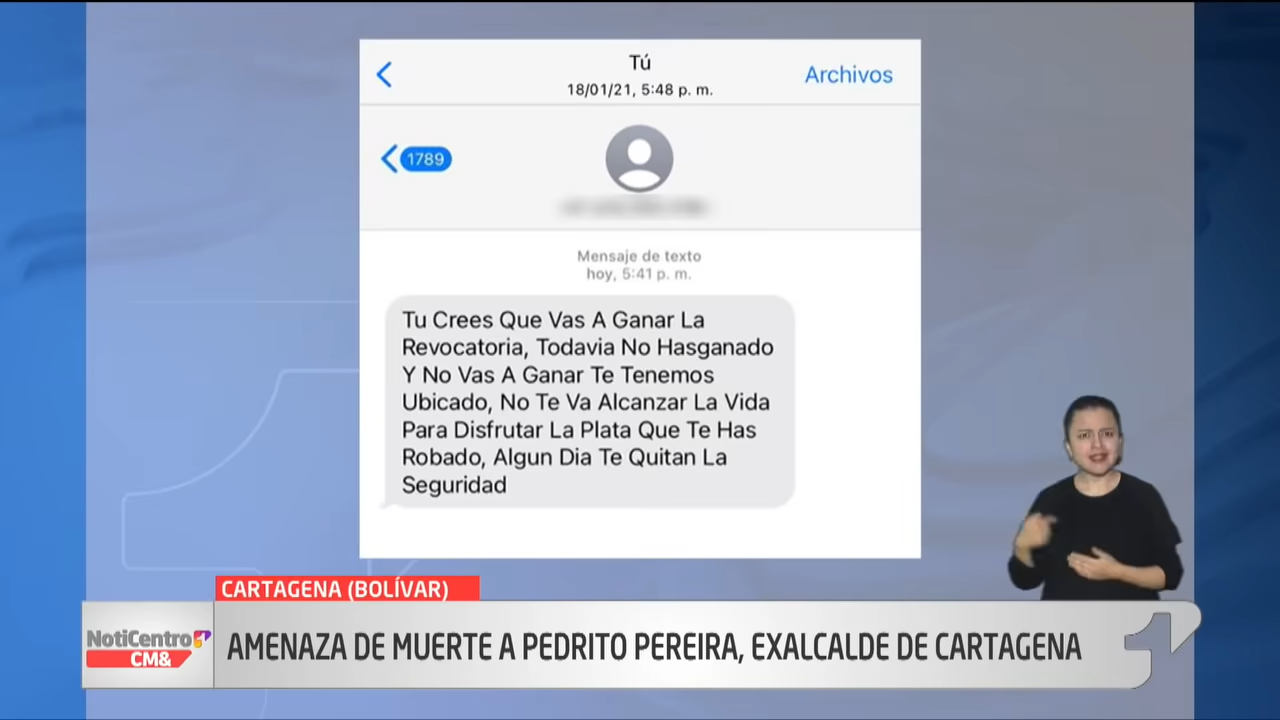 Tú
18/01/21, 5:48 p. m.
Archivos
1789
Mensaje de texto
hoy, 5:41 p. m.
Tu Crees Que Vas A Ganar La
Revocatoria, Todavia No Hasganado
Y No Vas A Ganar Te Tenemos
Ubicado, No Te Va Alcanzar La Vida
Para Disfrutar La Plata Que Te Has
Robado, Algun Dia Te Quitan La
Seguridad
CARTAGENA (BOLÍVAR)
NotiCentro 1
CM&
AMENAZA DE MUERTE A PEDRITO PEREIRA, EXALCALDE DE CARTAGENA
1